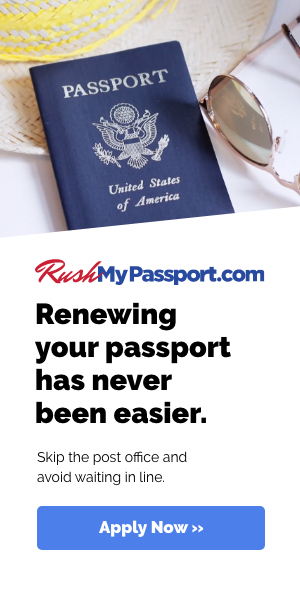 PASSPORT
United States
of America
RushMyPassport.com
Renewing
your passport
has never
been easier.
Skip the post office and
avoid waiting in line.
Apply Now ››